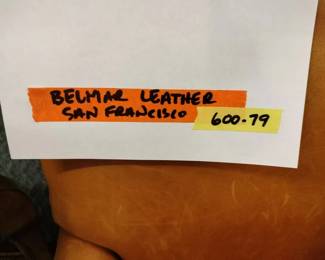 BELMAR LEATHER
SAN FRANCISCO
600-79